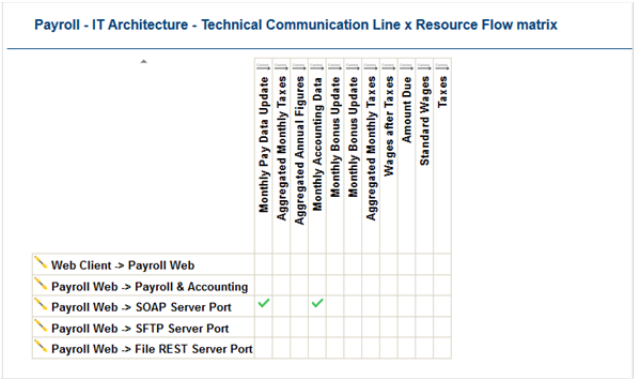 Payroll - IT Architecture - Technical Communication Line x Resource Flow matrix
Monthly Pay Data Update
Aggregated Monthly Taxes
Aggregated Annual Figures
Monthly Accounting Data
Monthly Bonus Update
Monthly Bonus Update
Aggregated Monthly Taxes
Wages after Taxes
Amount Due
Standard Wages
Taxes
Web Client -> Payroll Web
Payroll Web -> Payroll & Accounting
Payroll Web -> SOAP Server Port
Payroll Web -> SFTP Server Port
Payroll Web -> File REST Server Port